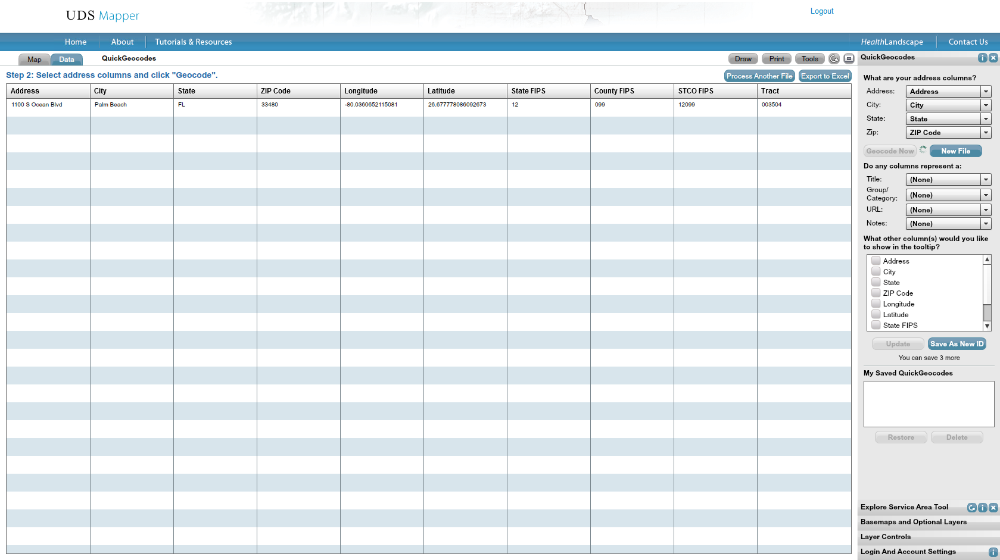 UDS Mapper
Logout
Home
About
Tutorials & Resources
HealthLandscape
Contact Us
Map
Data
QuickGeocodes
Draw
Print
Tools
Step 2: Select address columns and click "Geocode".
Process Another File
Export to Excel
Address City State ZIP Code Longitude Latitude State FIPS County FIPS STCO FIPS Tract
1100 S Ocean Blvd Palm Beach FL 33480 -80.0360652115081 26.677778086092673 12 099 12099 003504
QuickGeocodes
What are your address columns?
Address: Address
City: City
State: State
Zip: ZIP Code
Geocode Now
New File
Do any columns represent a:
Title: (None)
Group/
Category: (None)
URL: (None)
Notes: (None)
What other column(s) would you like
to show in the tooltip?
Address
City
State
ZIP Code
Longitude
Latitude
State FIPS
Update
Save As New ID
You can save 3 more
My Saved QuickGeocodes
Restore
Delete
Explore Service Area Tool
Basemaps and Optional Layers
Layer Controls
Login And Account Settings